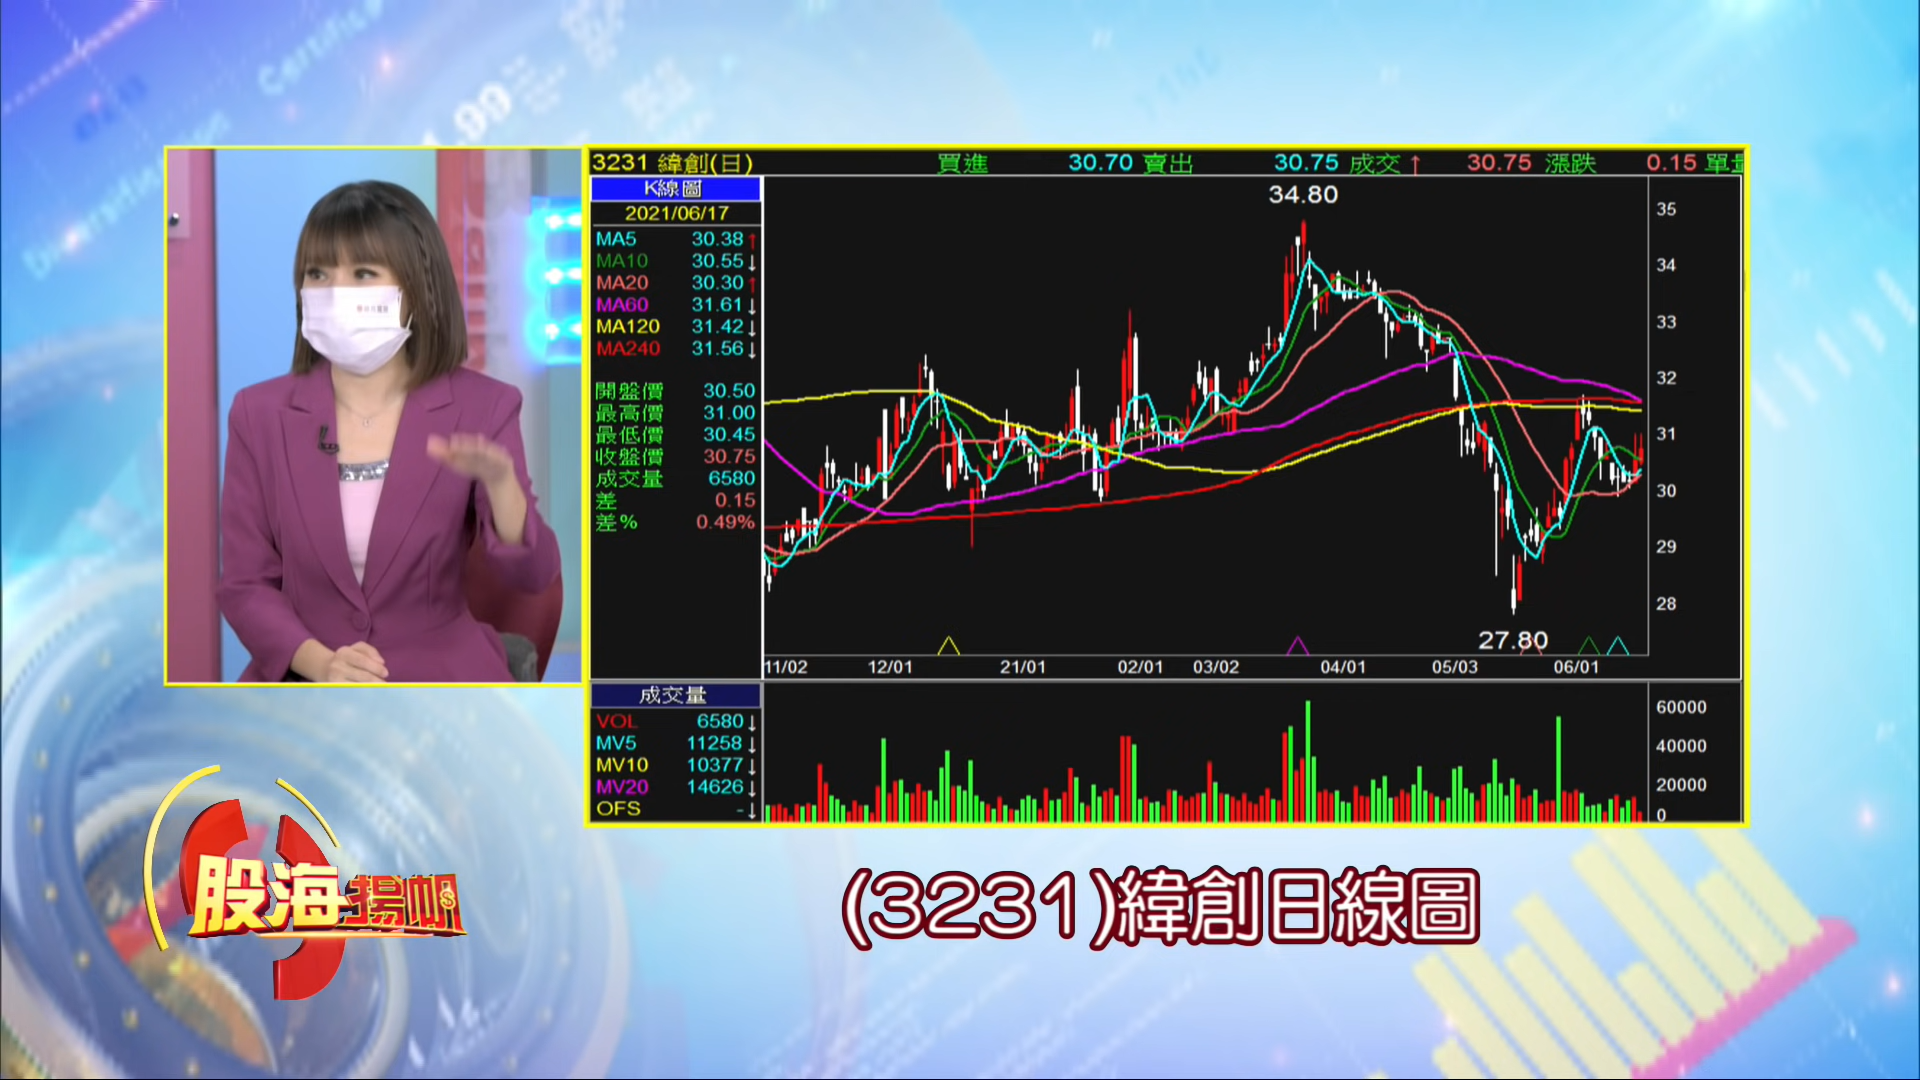 3231 緯創(日) 買進 30.70 賣出 30.75 成交↑ 30.75 漲跌 0.15 單量
K線圖
2021/06/17
MA5 30.38↑
MA10 30.55↓
MA20 30.30↑
MA60 31.61↓
MA120 31.42↓
MA240 31.56↓
開盤價 30.50
最高價 31.00
最低價 30.45
收盤價 30.75
成交量 6580
差 0.15
差% 0.49%
34.80
27.80
35
34
33
32
31
30
29
28
11/02 12/01 21/01 02/01 03/02 04/01 05/03 06/01
成交量
VOL 6580↓
MV5 11258↓
MV10 10377↓
MV20 14626↓
OFS -↓
60000
40000
20000
0
股海揚帆
(3231)緯創日線圖